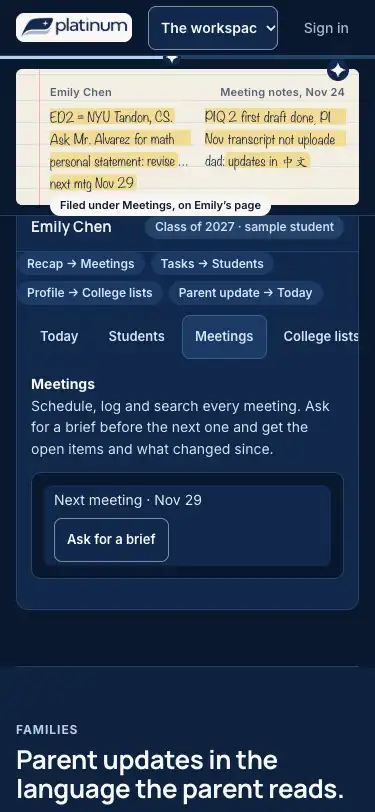 platinum
The workspac
Sign in
Emily Chen
Meeting notes, Nov 24
ED2 = NYU Tandon, CS.
Ask Mr. Alvarez for math
personal statement: revise ...
next mtg Nov 29
PIQ 2 first draft done. PI
Nov transcript not uploade
dad: updates in 中文
Filed under Meetings, on Emily's page
Emily Chen
Class of 2027 · sample student
Recap → Meetings
Tasks → Students
Profile → College lists
Parent update → Today
Today
Students
Meetings
College lists
Meetings
Schedule, log and search every meeting. Ask
for a brief before the next one and get the
open items and what changed since.
Next meeting · Nov 29
Ask for a brief
FAMILIES
Parent updates in the
language the parent reads.